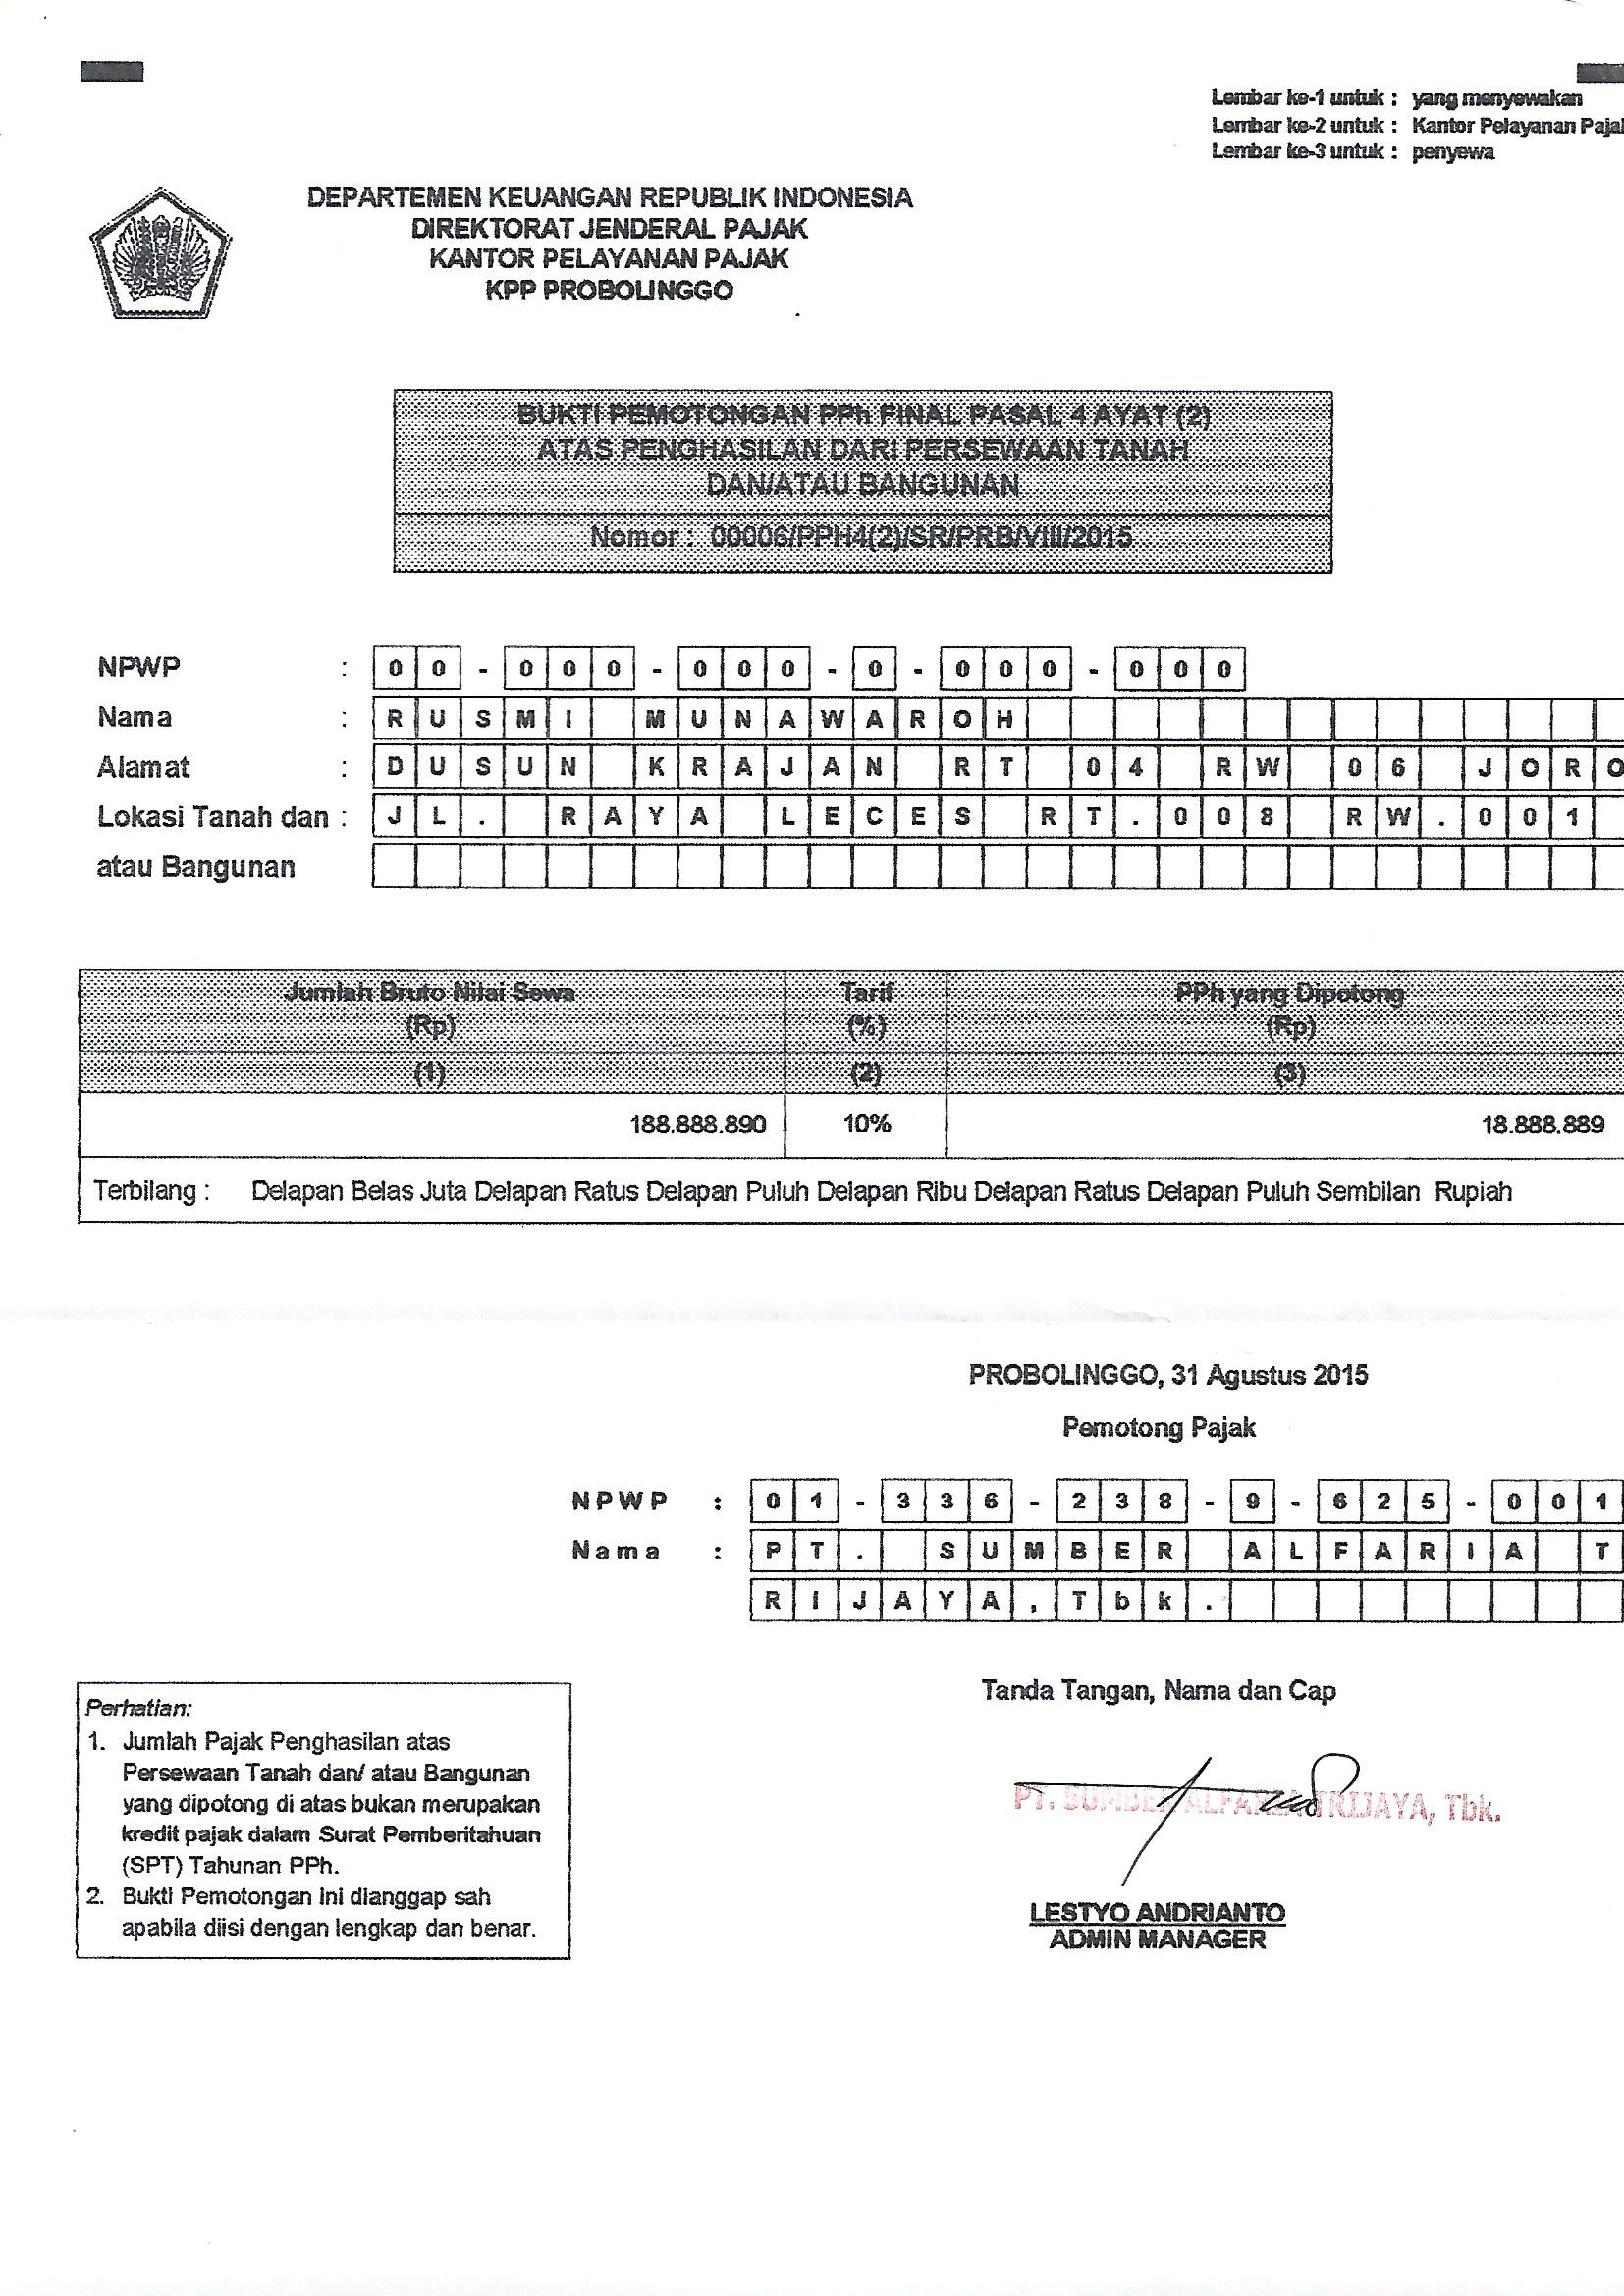 Lembar ke-1 untuk : yang menyewakan
Lembar ke-2 untuk : Kantor Pelayanan Pajak
Lembar ke-3 untuk : penyewa
DEPARTEMEN KEUANGAN REPUBLIK INDONESIA
DIREKTORAT JENDERAL PAJAK
KANTOR PELAYANAN PAJAK
KPP PROBOLINGGO
BUKTI PEMOTONGAN PPh FINAL PASAL 4 AYAT (2)
ATAS PENGHASILAN DARI PERSEWAAN TANAH
DAN/ATAU BANGUNAN
Nomor : 00006/PPH4(2)/SR/PRB/VIII/2015
NPWP : 00-000-000-0-000-000
Nama : RUSMI MUNAWAROH
Alamat : DUSUN KRAJAN RT 04 RW 06 JORO
Lokasi Tanah dan : JL. RAYA LECES RT.008 RW.001
atau Bangunan
Jumlah Bruto Nilai Sewa Tarif PPh yang Dipotong
(Rp) (%) (Rp)
(1) (2) (3)
188.888.890 10% 18.888.889
Terbilang : Delapan Belas Juta Delapan Ratus Delapan Puluh Delapan Ribu Delapan Ratus Delapan Puluh Sembilan Rupiah
PROBOLINGGO, 31 Agustus 2015
Pemotong Pajak
NPWP : 01-336-238-9-625-001
Nama : PT. SUMBER ALFARIA T
RIJAYA,Tbk.
Tanda Tangan, Nama dan Cap
PT. SUMBER ALFARIA TRIJAYA, Tbk.
LESTYO ANDRIANTO
ADMIN MANAGER
Perhatian:
1. Jumlah Pajak Penghasilan atas
Persewaan Tanah dan/ atau Bangunan
yang dipotong di atas bukan merupakan
kredit pajak dalam Surat Pemberitahuan
(SPT) Tahunan PPh.
2. Bukti Pemotongan ini dianggap sah
apabila diisi dengan lengkap dan benar.